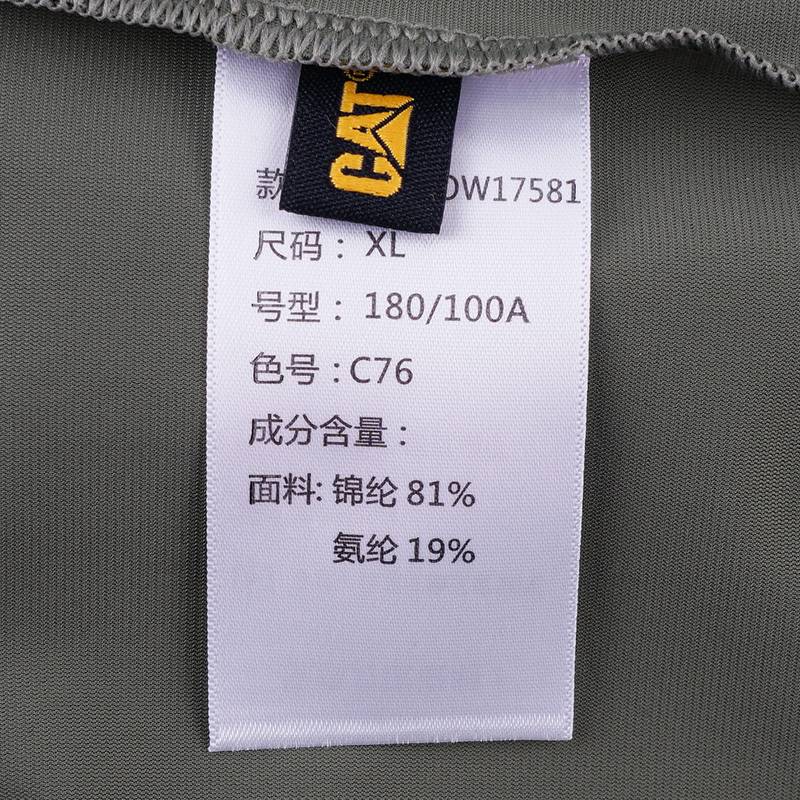 CAT®
款 DW17581
尺码: XL
号型: 180/100A
色号:C76
成分含量:
面料: 锦纶 81%
氨纶 19%